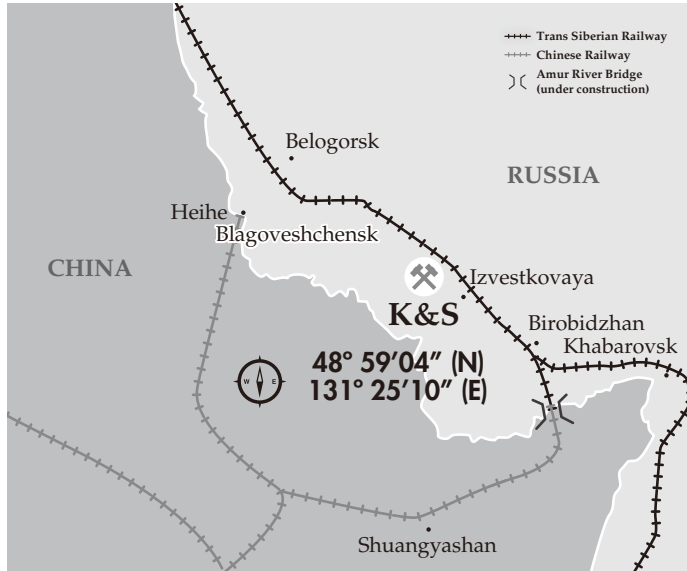 Trans Siberian Railway
Chinese Railway
Amur River Bridge
(under construction)
Belogorsk
RUSSIA
Heihe
Blagoveshchensk
CHINA
Izvestkovaya
K&S
Birobidzhan
Khabarovsk
48° 59'04" (N)
131° 25'10" (E)
W E
Shuangyashan